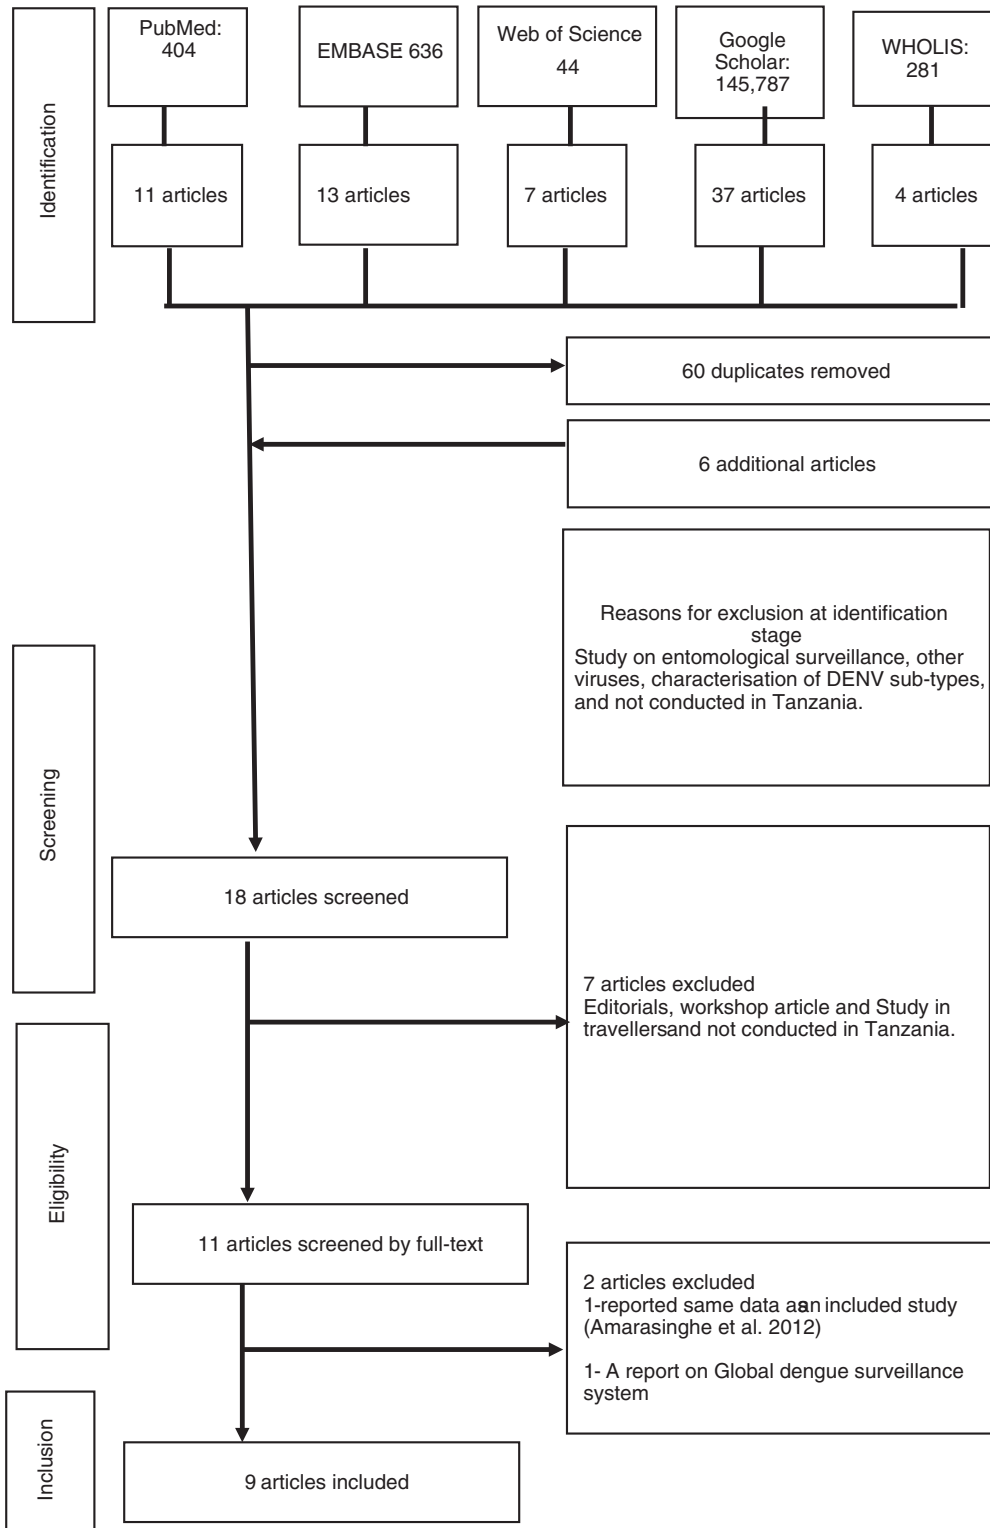 PubMed:
404
EMBASE 636
Web of Science
44
Google
Scholar:
145,787
WHOLIS:
281
Identification
11 articles
13 articles
7 articles
37 articles
4 articles
60 duplicates removed
6 additional articles
Reasons for exclusion at identification
stage
Study on entomological surveillance, other
viruses, characterisation of DENV sub-types,
and not conducted in Tanzania.
Screening
18 articles screened
7 articles excluded
Editorials, workshop article and Study in
travellersand not conducted in Tanzania.
Eligibility
11 articles screened by full-text
2 articles excluded
1-reported same data asan included study
(Amarasinghe et al. 2012)
1- A report on Global dengue surveillance
system
Inclusion
9 articles included